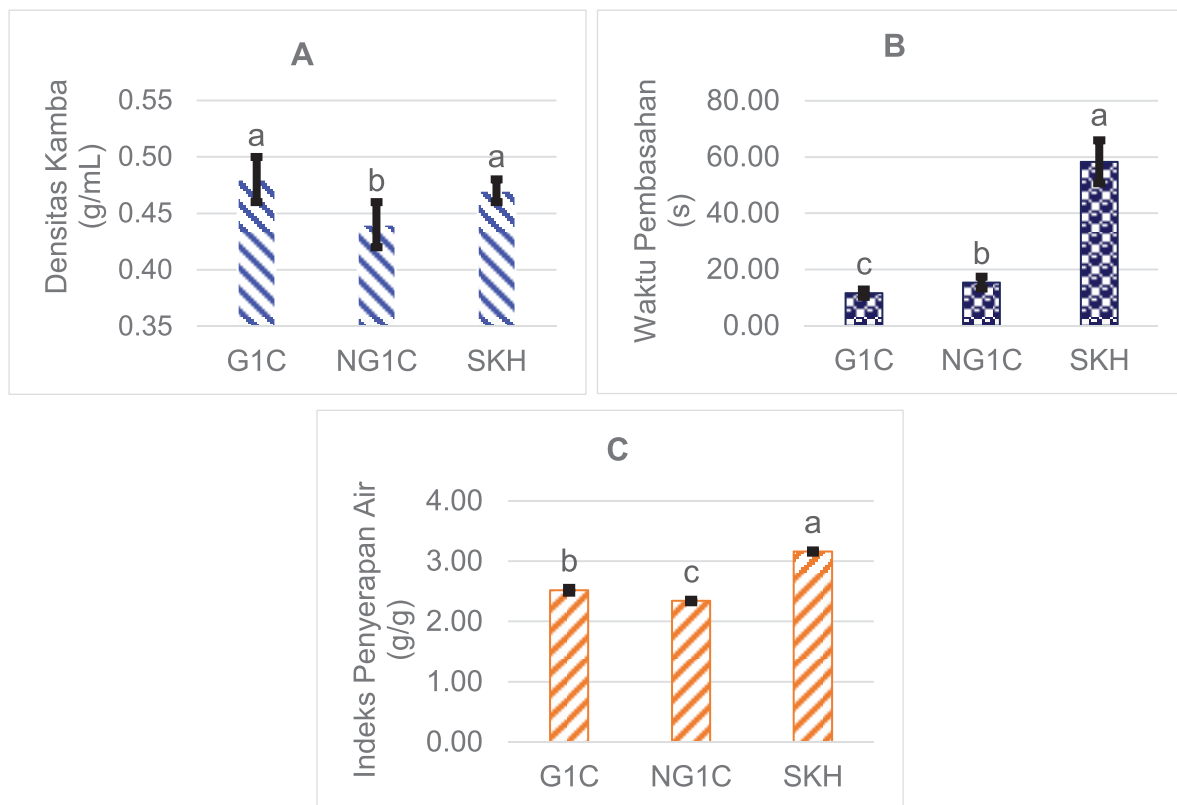 A
Densitas Kamba
(g/mL)
0.55
0.50
0.45
0.40
0.35
a
b
a
G1C NG1C SKH
B
Waktu Pembasahan
(s)
80.00
60.00
40.00
20.00
0.00
c
b
a
G1C NG1C SKH
C
Indeks Penyerapan Air
(g/g)
4.00
3.00
2.00
1.00
0.00
b
c
a
G1C NG1C SKH